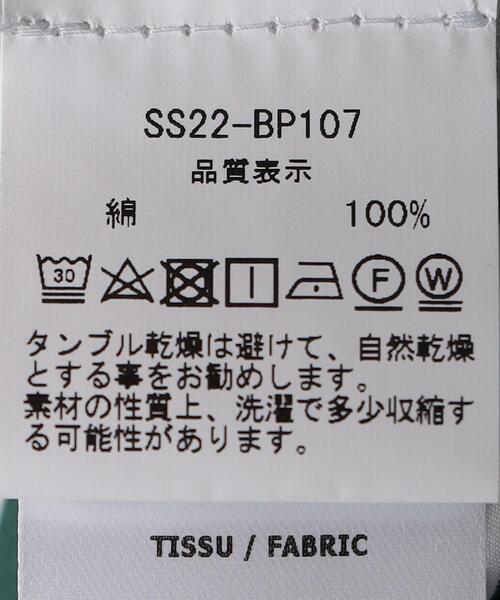 SS22-BP107
品質表示
綿 100%
30 F W
タンブル乾燥は避けて、自然乾燥
とする事をお勧めします。
素材の性質上、洗濯で多少収縮す
る可能性があります。
TISSU / FABRIC